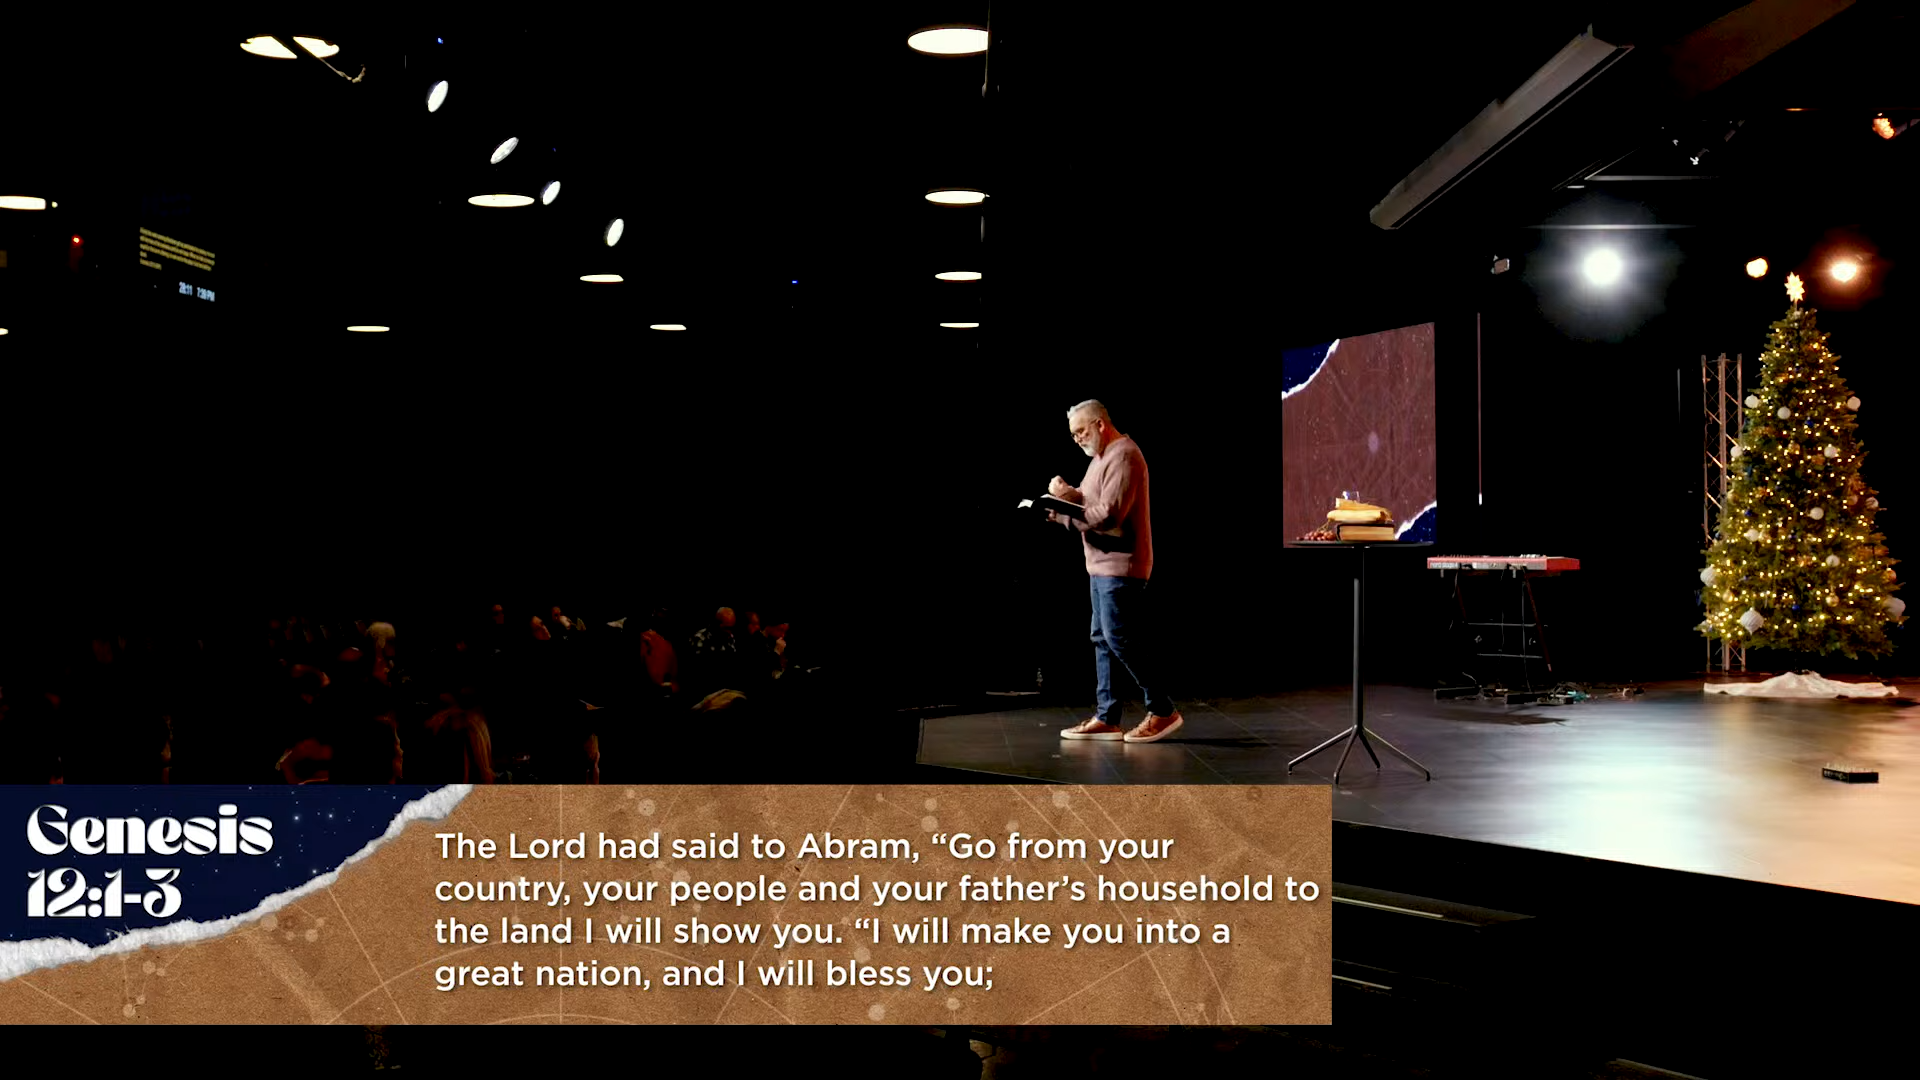 Genesis
12:1-3
The Lord had said to Abram, “Go from your
country, your people and your father’s household to
the land I will show you. “I will make you into a
great nation, and I will bless you;